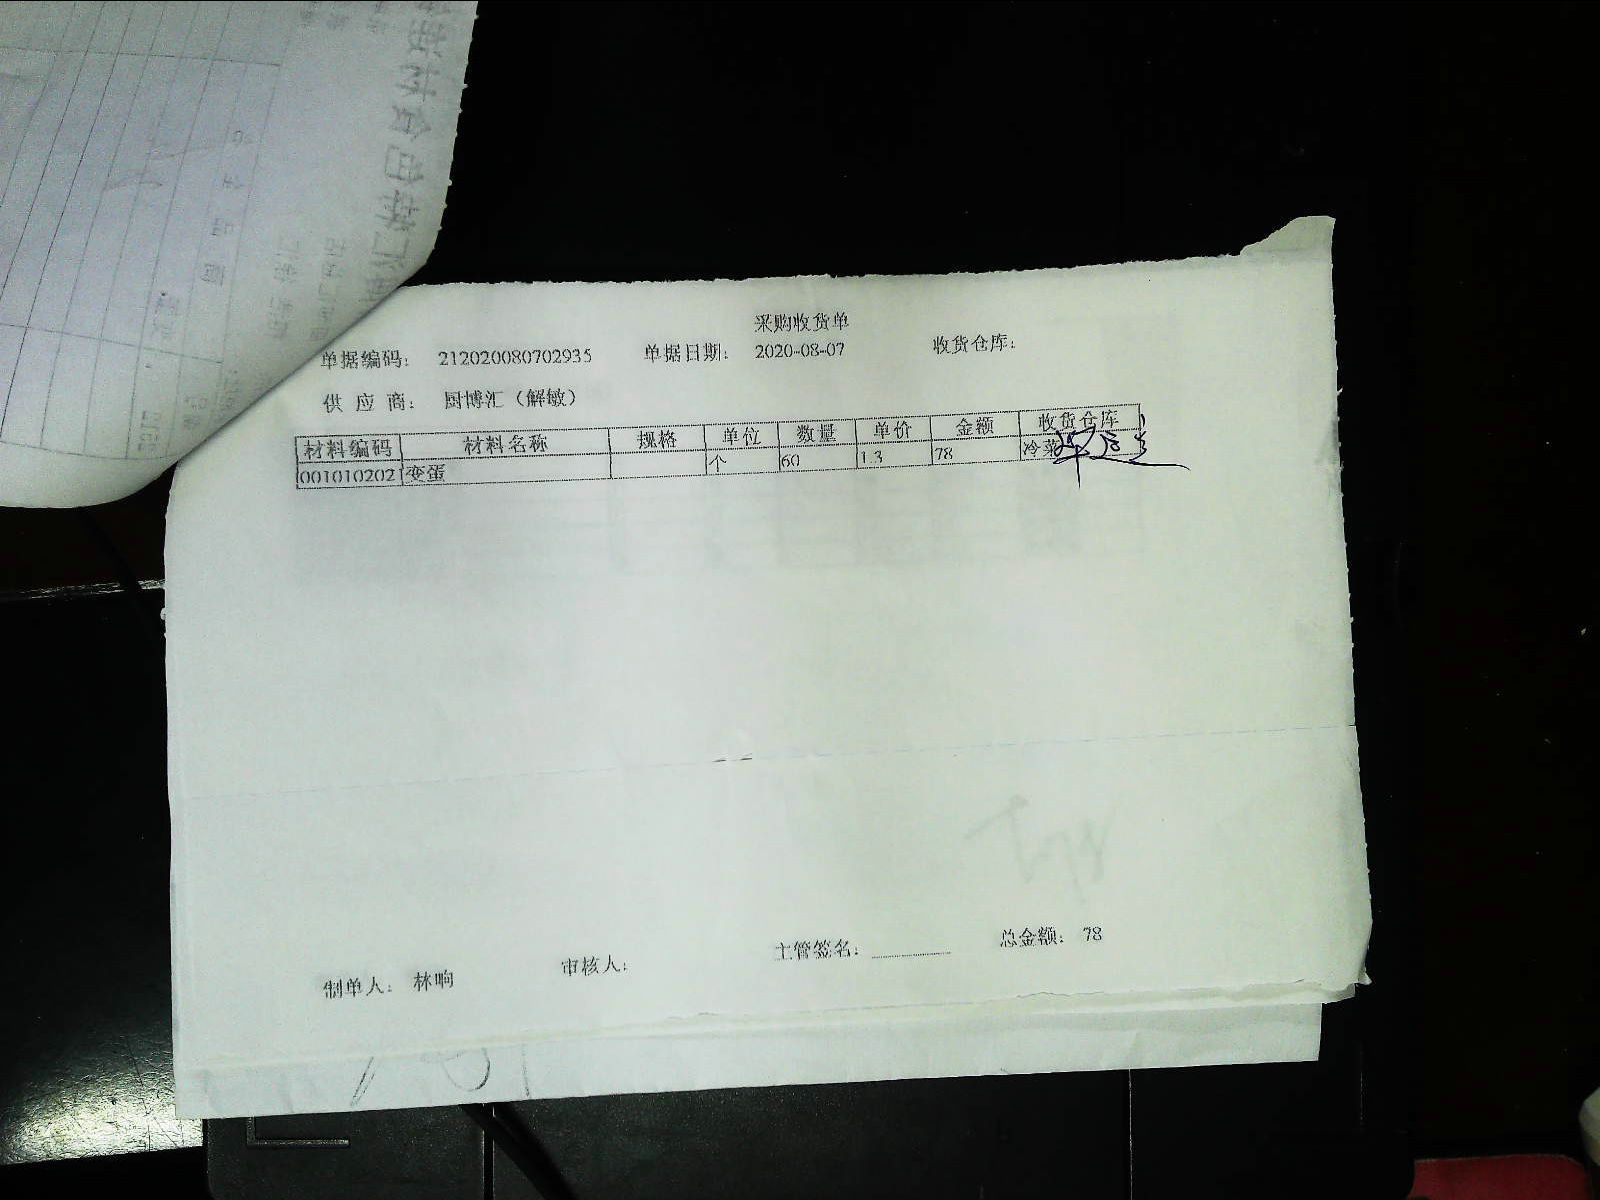 采购收货单
单据编码： 212020080702935 单据日期： 2020-08-07 收货仓库：
供 应 商： 厨博汇（解敏）
材料编码 材料名称 规格 单位 数量 单价 金额 收货仓库
001010202 变蛋 个 60 1.3 78 冷菜
主管签名： 总金额： 78
制单人： 林响 审核人：